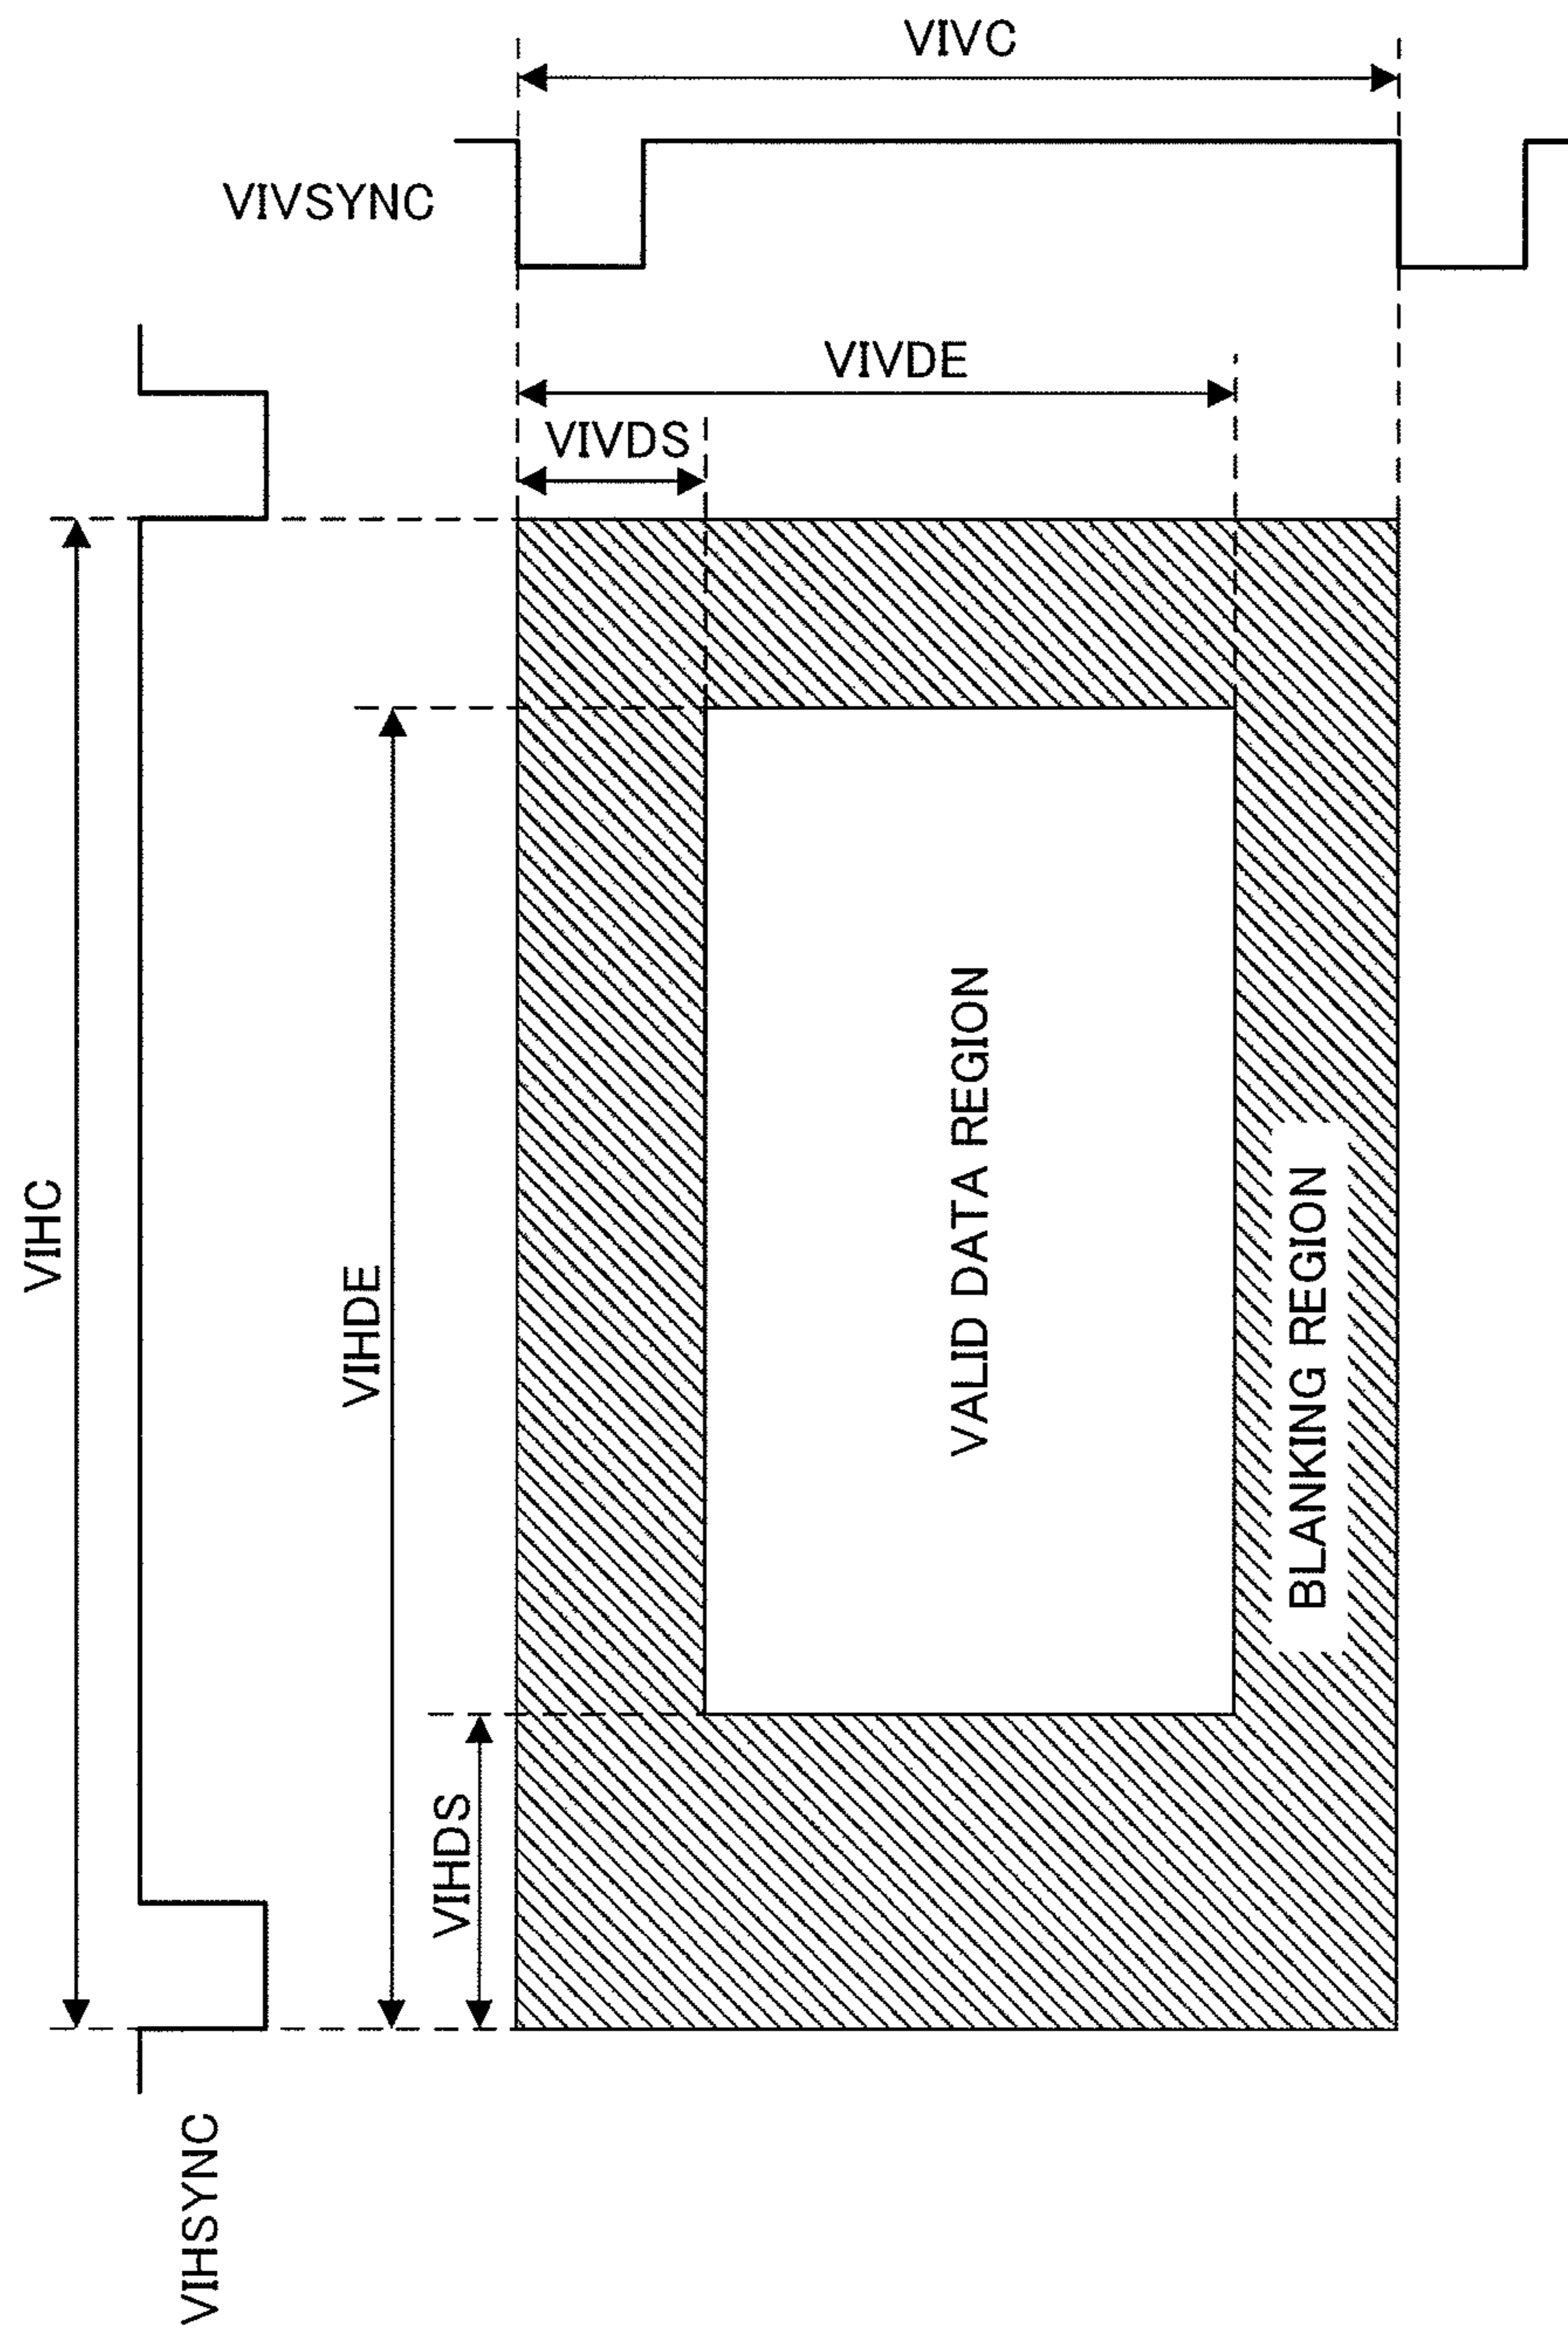 VIVC
VIVSYNC
VIVDE
VIVDS
VIHC
VIHDE
VIHDS
VALID DATA REGION
BLANKING REGION
VIHSYNC